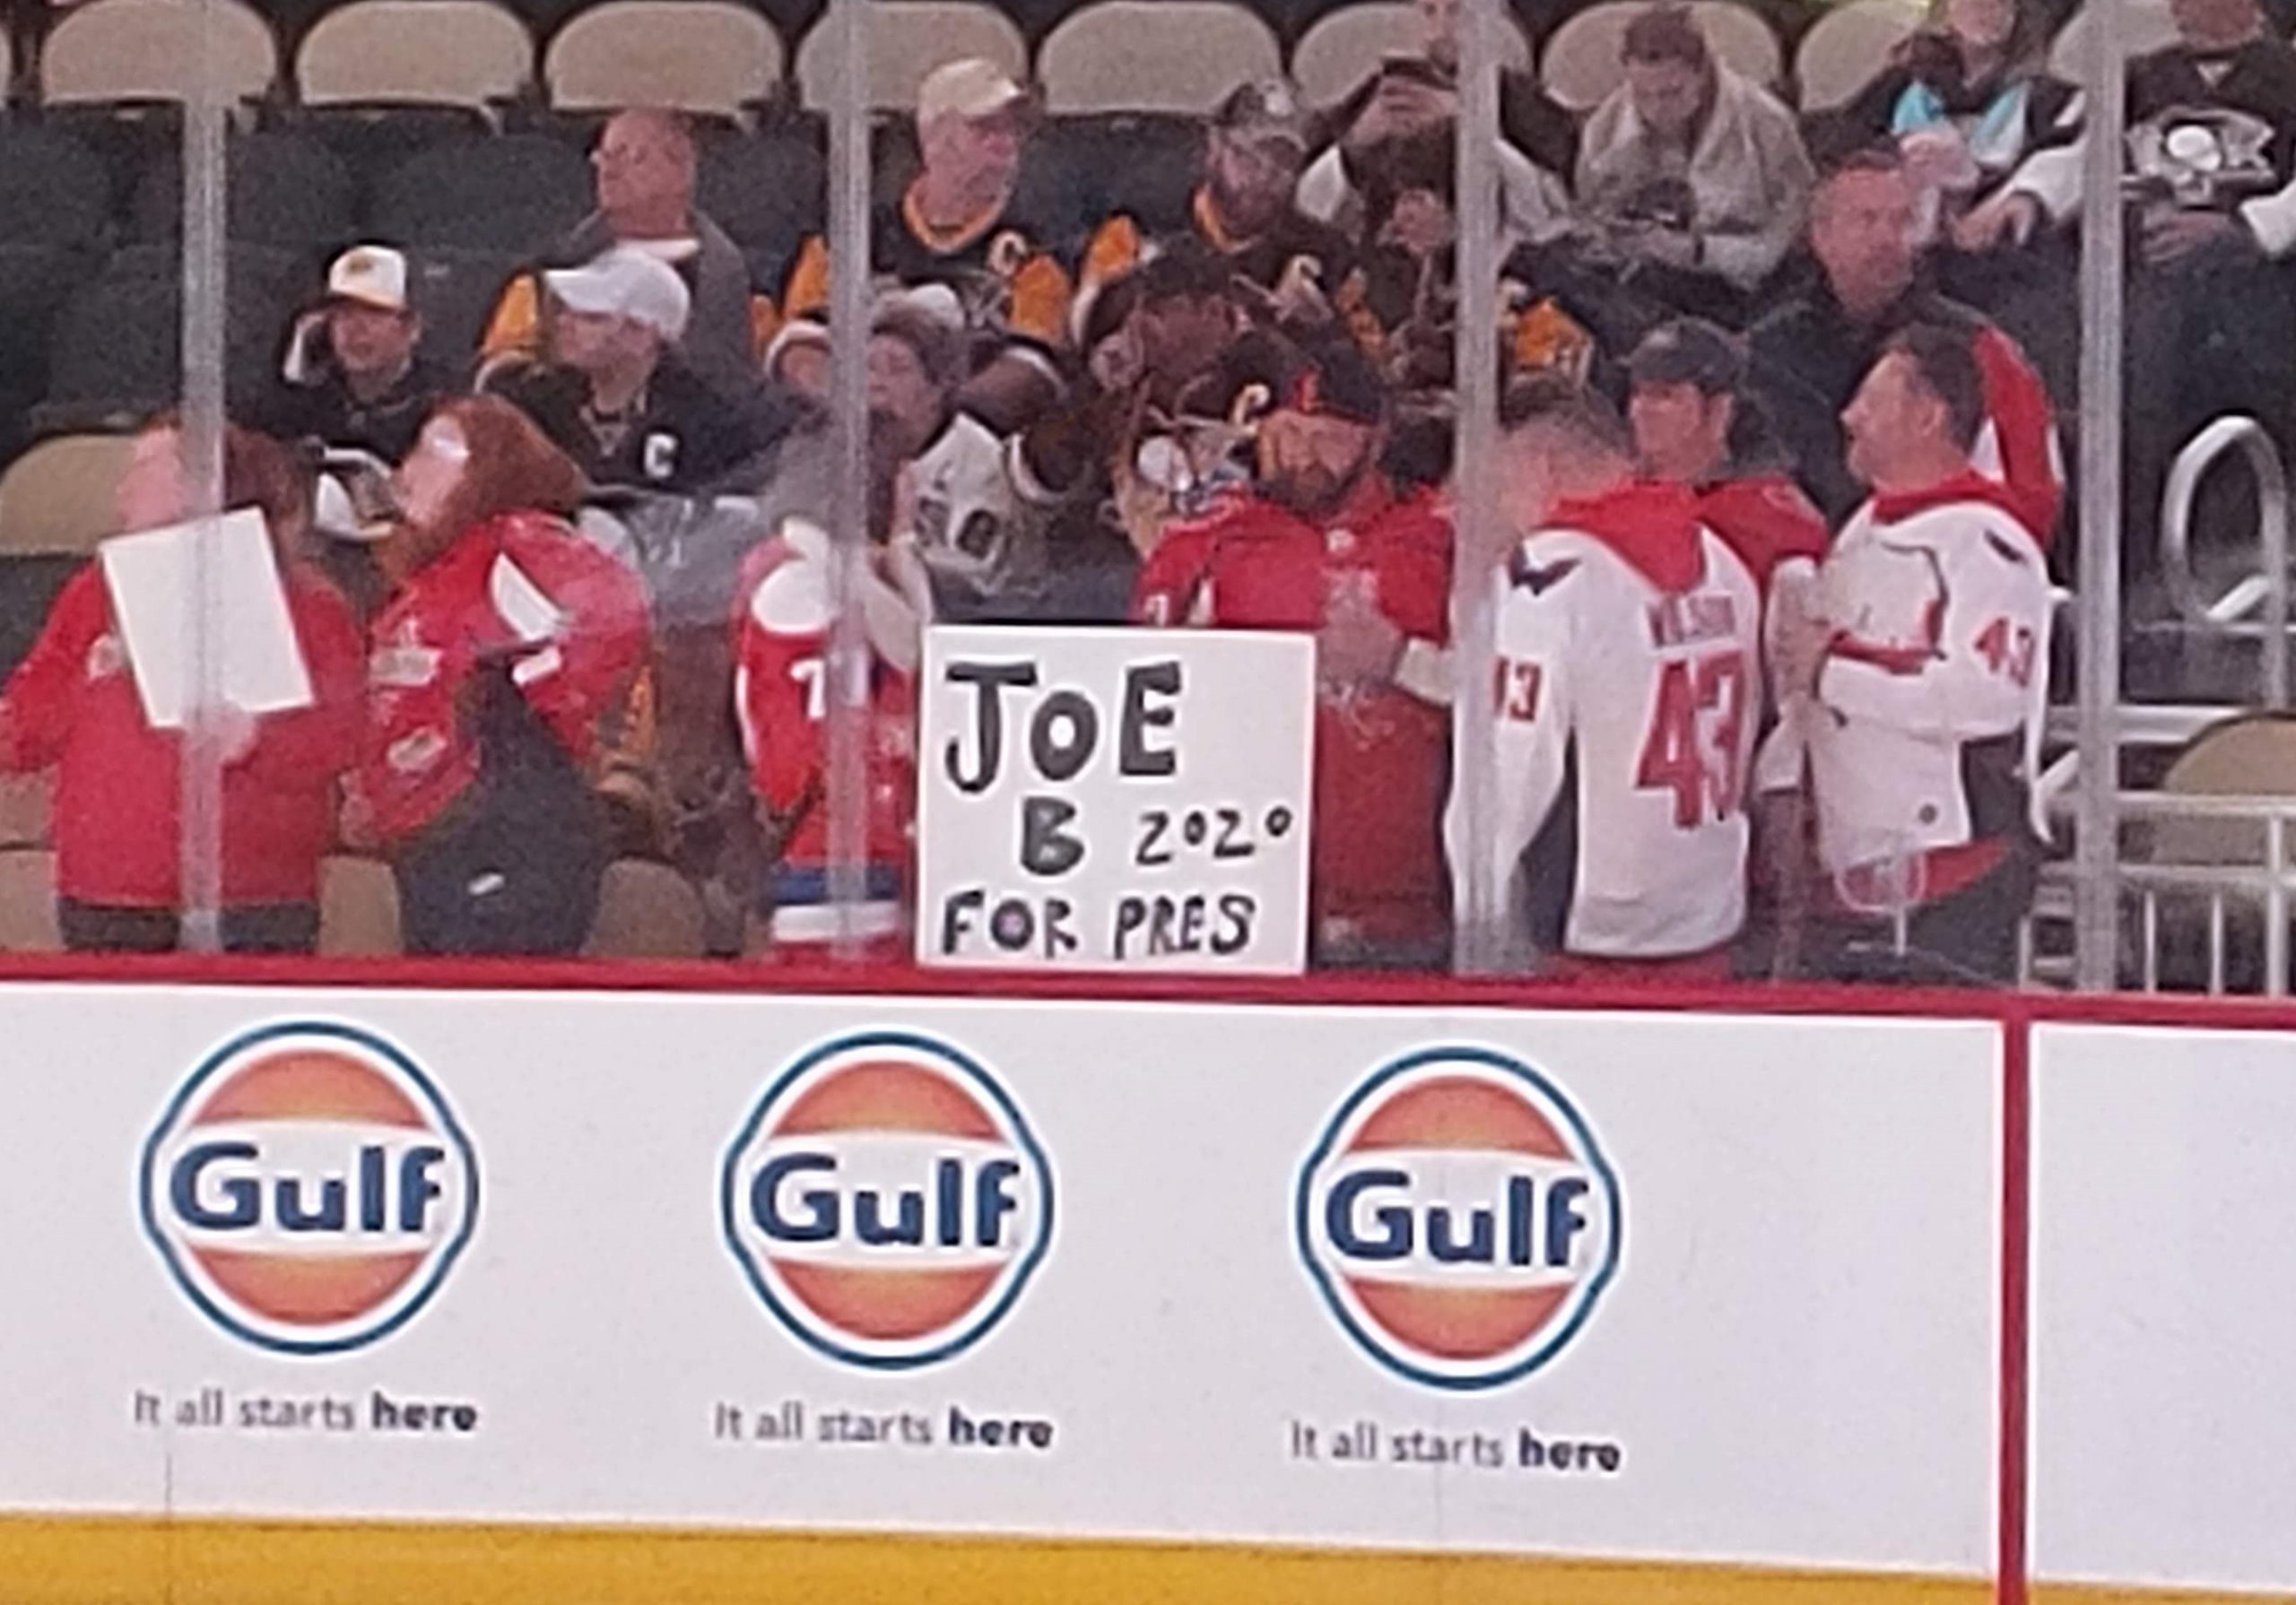 C
JOE
B 2020
FOR PRES
WILSON
43
43
43
Gulf
It all starts here
Gulf
It all starts here
Gulf
It all starts here